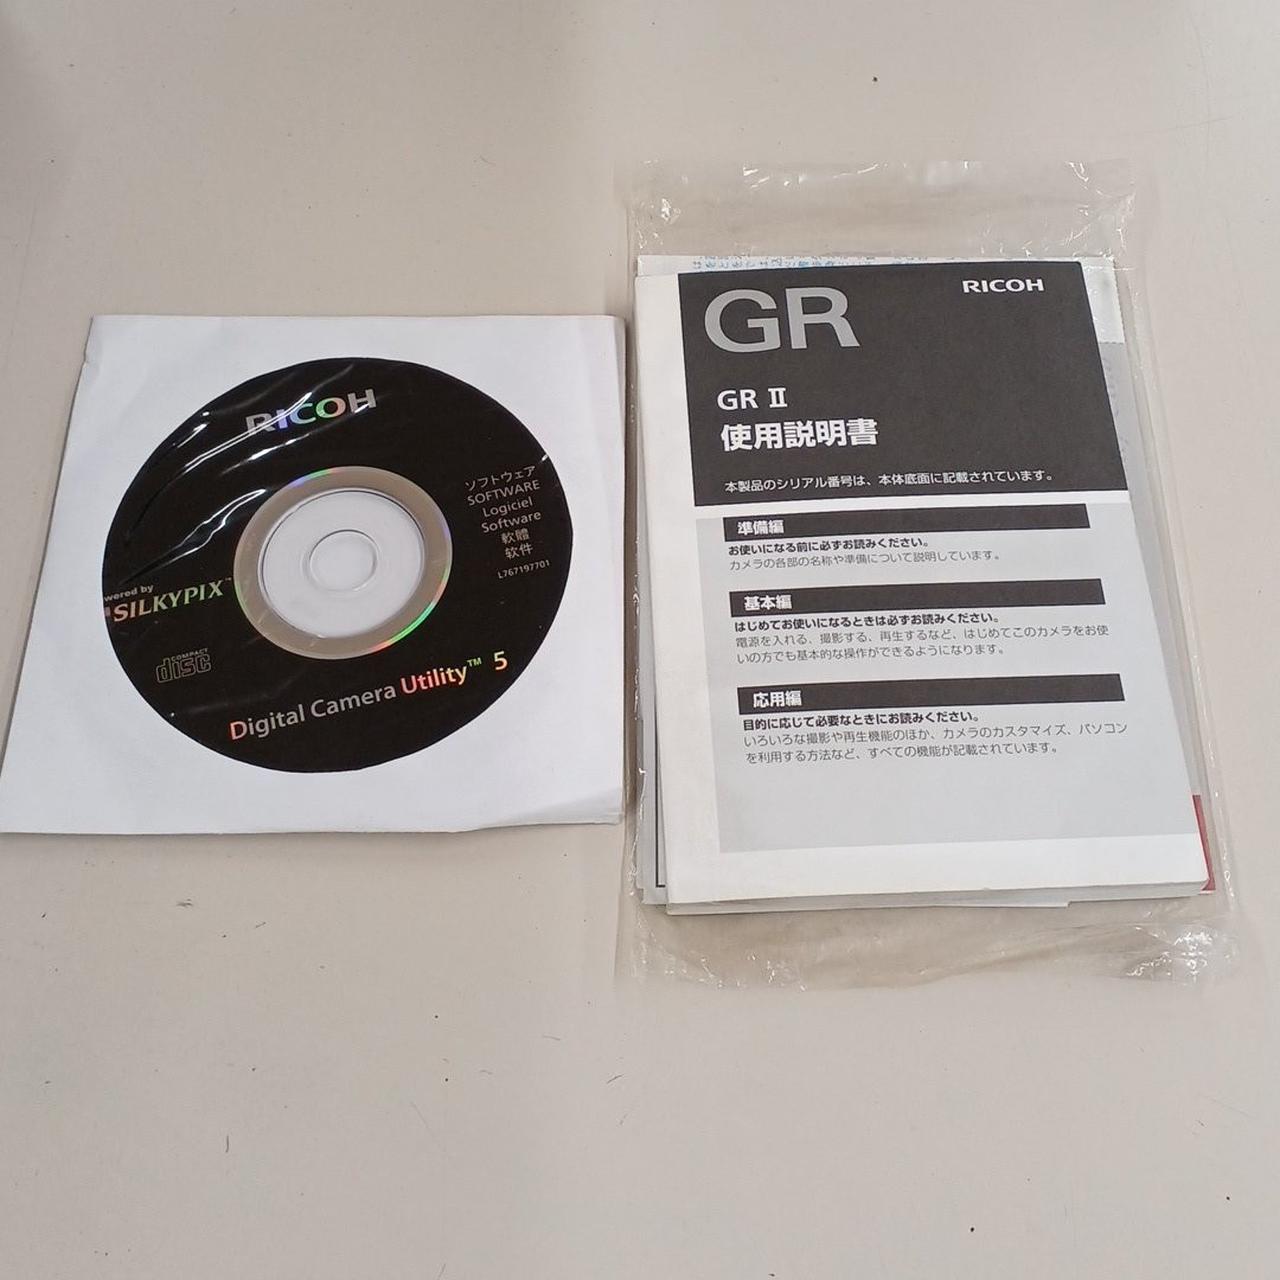 RICOH
ソフトウェア
SOFTWARE
Logiciel
Software
軟體
软件
L767197701
wered by
SILKYPIX™
COMPACT
disc
Digital Camera Utility™ 5
GR
RICOH
GR II
使用説明書
本製品のシリアル番号は、本体底面に記載されています。
準備編
お使いになる前に必ずお読みください。
カメラの各部の名称や準備について説明しています。
基本編
はじめてお使いになるときは必ずお読みください。
電源を入れる、撮影する、再生するなど、はじめてこのカメラをお使
いの方でも基本的な操作ができるようになります。
応用編
目的に応じて必要なときにお読みください。
いろいろな撮影や再生機能のほか、カメラのカスタマイズ、パソコン
を利用する方法など、すべての機能が記載されています。